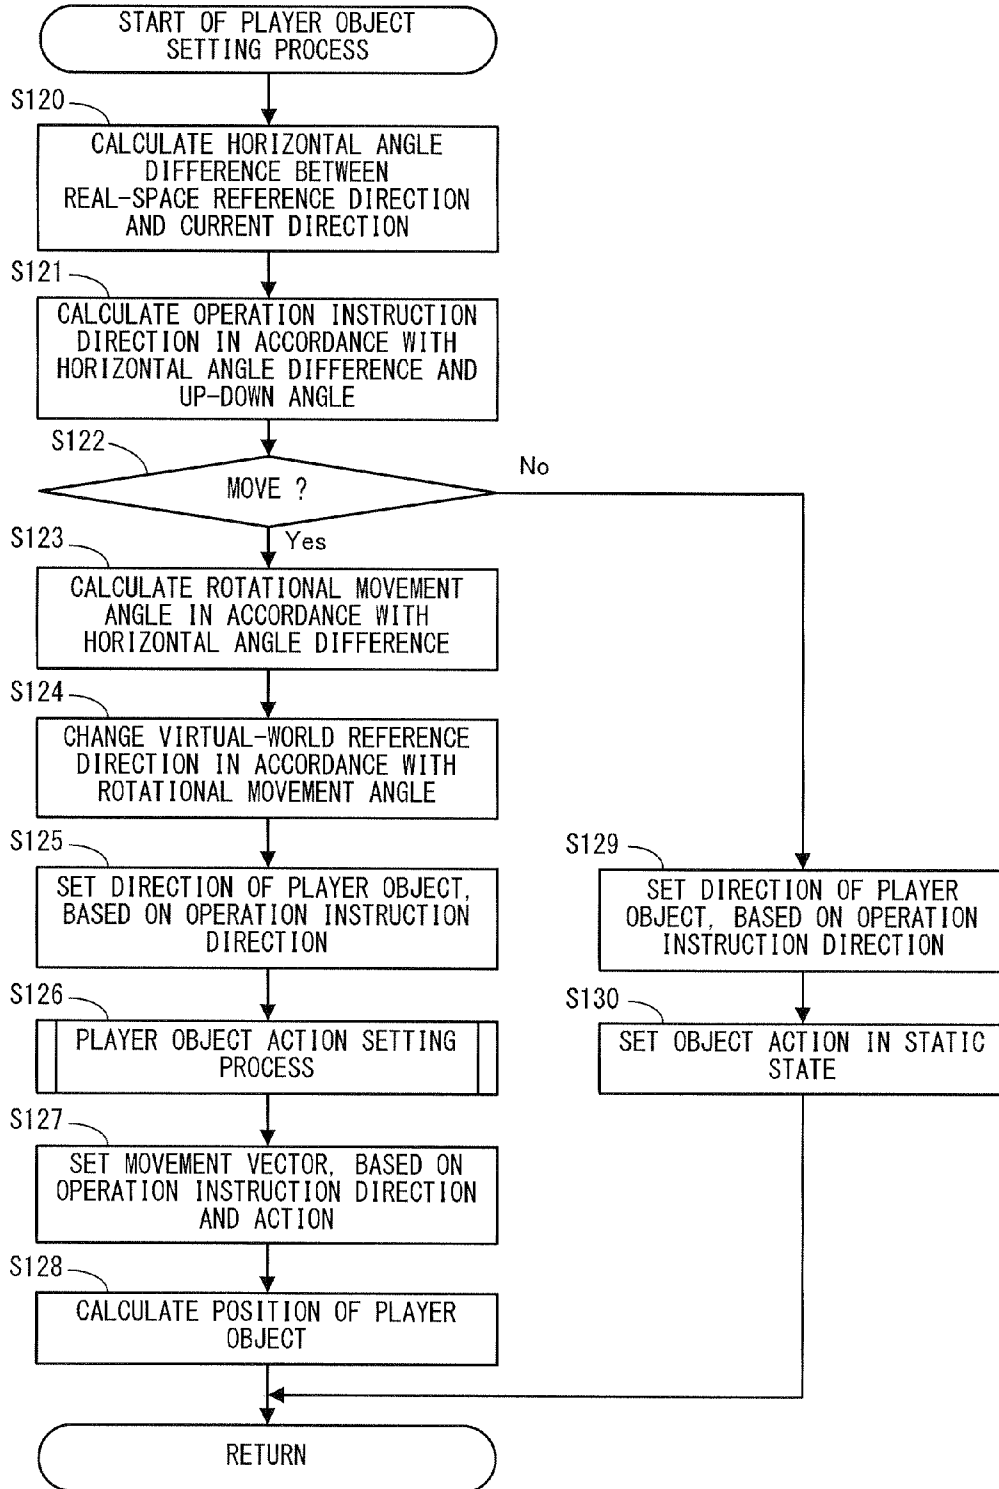 START OF PLAYER OBJECT
SETTING PROCESS
S120
CALCULATE HORIZONTAL ANGLE
DIFFERENCE BETWEEN
REAL-SPACE REFERENCE DIRECTION
AND CURRENT DIRECTION
S121
CALCULATE OPERATION INSTRUCTION
DIRECTION IN ACCORDANCE WITH
HORIZONTAL ANGLE DIFFERENCE AND
UP-DOWN ANGLE
S122
MOVE ?
No
Yes
S123
CALCULATE ROTATIONAL MOVEMENT
ANGLE IN ACCORDANCE WITH
HORIZONTAL ANGLE DIFFERENCE
S124
CHANGE VIRTUAL-WORLD REFERENCE
DIRECTION IN ACCORDANCE WITH
ROTATIONAL MOVEMENT ANGLE
S125
SET DIRECTION OF PLAYER OBJECT,
BASED ON OPERATION INSTRUCTION
DIRECTION
S126
PLAYER OBJECT ACTION SETTING
PROCESS
S127
SET MOVEMENT VECTOR, BASED ON
OPERATION INSTRUCTION DIRECTION
AND ACTION
S128
CALCULATE POSITION OF PLAYER
OBJECT
S129
SET DIRECTION OF PLAYER
OBJECT, BASED ON OPERATION
INSTRUCTION DIRECTION
S130
SET OBJECT ACTION IN STATIC
STATE
RETURN